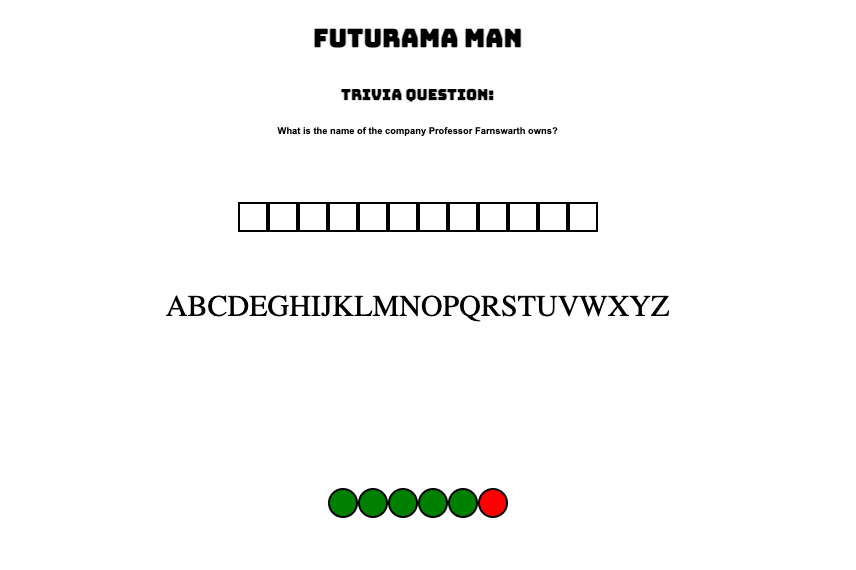 FUTURAMA MAN
TRIVIA QUESTION:
What is the name of the company Professor Farnswarth owns?
ABCDEGHIJKLMNOPQRSTUVWXYZ